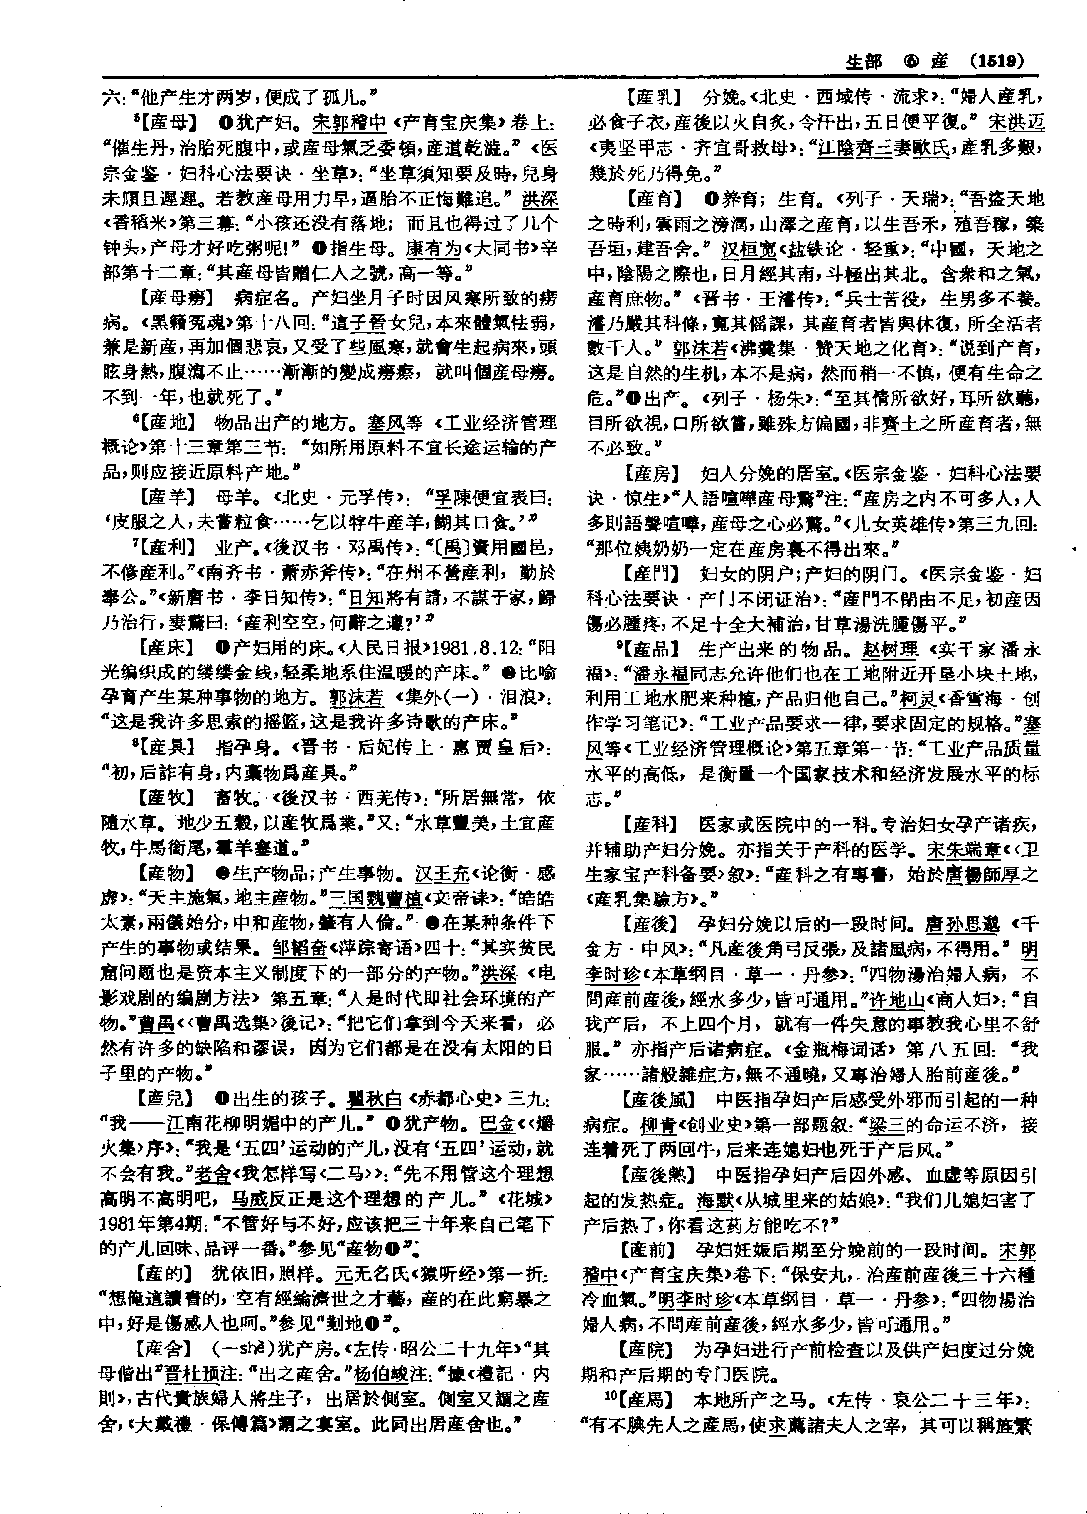 生部 ⑥ 産 (1519)
六：“他产生才两岁，便成了孤儿。”
⁵【産母】 ❶犹产妇。宋郭稽中《产育宝庆集》卷上：
“催生丹，治胎死腹中，或産母氣乏委頓，産道乾澁。”《医
宗金鉴·妇科心法要诀·坐草》：“坐草須知要及時，兒身
未順且遲遲。若教産母用力早，逼胎不正悔難追。”洪深
《香稻米》第三幕：“小孩还没有落地；而且也得过了几个
钟头，产母才好吃粥呢！”❷指生母。康有为《大同书》辛
部第十二章：“其産母皆贈仁人之號，高一等。”
【産母癆】 病症名。产妇坐月子时因风寒所致的痨
病。《黑籍冤魂》第十八回：“這子晉女兒，本來體氣怯弱，
兼是新産，再加個悲哀，又受了些風寒，就會生起病來，頭
眩身熱，腹瀉不止……漸漸的變成癆瘵，就叫個産母癆。
不到一年，也就死了。”
⁶【産地】 物品出产的地方。塞风等《工业经济管理
概论》第十三章第三节：“如所用原料不宜长途运输的产
品，则应接近原料产地。”
【産羊】 母羊。《北史·元孚传》：“孚陳便宜表曰：
‘皮服之人，未嘗粒食……乞以牸牛産羊，餬其口食。’”
⁷【産利】 业产。《後汉书·邓禹传》：“〔禹〕資用國邑，
不修産利。”《南齐书·萧赤斧传》：“在州不營産利，勤於
奉公。”《新唐书·李日知传》：“日知將有請，不謀于家，歸
乃治行，妻驚曰：‘産利空空，何辭之遽？’”
【産床】 ❶产妇用的床。《人民日报》1981.8.12：“阳
光编织成的缕缕金线，轻柔地系住温暖的产床。”❷比喻
孕育产生某种事物的地方。郭沫若《集外(一)·泪浪》：
“这是我许多思索的摇篮，这是我许多诗歌的产床。”
⁸【産具】 指孕身。《晋书·后妃传上·惠贾皇后》：
“初，后詐有身，内藁物爲産具。”
【産牧】 畜牧。《後汉书·西羌传》：“所居無常，依
隨水草。地少五穀，以産牧爲業。”又：“水草豐美，土宜産
牧，牛馬銜尾，羣羊塞道。”
【産物】 ❶生产物品；产生事物。汉王充《论衡·感
虚》：“天主施氣，地主産物。”三国魏曹植《文帝诔》：“皓皓
太素，兩儀始分，中和産物，肇有人倫。”❷在某种条件下
产生的事物或结果。邹韬奋《萍踪寄语》四十：“其实贫民
窟问题也是资本主义制度下的一部分的产物。”洪深《电
影戏剧的编剧方法》第五章：“人是时代即社会环境的产
物。”曹禺《〈曹禺选集〉後记》：“把它们拿到今天来看，必
然有许多的缺陷和谬误，因为它们都是在没有太阳的日
子里的产物。”
【産兒】 ❶出生的孩子。瞿秋白《赤都心史》三九：
“我——江南花柳明媚中的产儿。”❷犹产物。巴金《〈爝
火集〉序》：“我是‘五四’运动的产儿，没有‘五四’运动，就
不会有我。”老舍《我怎样写〈二马〉》：“先不用管这个理想
高明不高明吧，马威反正是这个理想的产儿。”《花城》
1981年第4期：“不管好与不好，应该把三十年来自己笔下
的产儿回味、品评一番。”参见“産物❷”。
【産的】 犹依旧，照样。元无名氏《猿听经》第一折：
“想俺這讀書的，空有經綸濟世之才藝，産的在此窮暴之
中，好是傷感人也呵。”参见“剗地❶”。
【産舍】 (—shè)犹产房。《左传·昭公二十九年》“其
母偕出”晋杜预注：“出之産舍。”杨伯峻注：“據《禮記·内
則》，古代貴族婦人將生子，出居於側室。側室又謂之産
舍，《大戴禮·保傅篇》謂之宴室。此同出居産舍也。”
【産乳】 分娩。《北史·西域传·流求》：“婦人産乳，
必食子衣，産後以火自炙，令汗出，五日便平復。”宋洪迈
《夷坚甲志·齐宜哥救母》：“江陰齊三妻歐氏，産乳多艱，
幾於死乃得免。”
【産育】 ❶养育；生育。《列子·天瑞》：“吾盜天地
之時利，雲雨之滂潤，山澤之産育，以生吾禾，殖吾稼，築
吾垣，建吾舍。”汉桓宽《盐铁论·轻重》：“中國，天地之
中，陰陽之際也，日月經其南，斗極出其北。含衆和之氣，
産育庶物。”《晋书·王濬传》：“兵士苦役，生男多不養。
濬乃嚴其科條，寬其徭課，其産育者皆與休復，所全活者
數千人。”郭沫若《沸羹集·赞天地之化育》：“说到产育，
这是自然的生机，本不是病，然而稍一不慎，便有生命之
危。”❷出产。《列子·杨朱》：“至其情所欲好，耳所欲聽，
目所欲視，口所欲嘗，雖殊方偏國，非齊土之所産育者，無
不必致。”
【産房】 妇人分娩的居室。《医宗金鉴·妇科心法要
诀·惊生》“人語喧嘩産母驚”注：“産房之内不可多人，人
多則語聲喧嘩，産母之心必驚。”《儿女英雄传》第三九回：
“那位姨奶奶一定在産房裏不得出來。”
【産門】 妇女的阴户；产妇的阴门。《医宗金鉴·妇
科心法要诀·产门不闭证治》：“産門不閉由不足，初産因
傷必腫疼，不足十全大補治，甘草湯洗腫傷平。”
⁹【産品】 生产出来的物品。赵树理《实干家潘永
福》：“潘永福同志允许他们也在工地附近开垦小块土地，
利用工地水肥来种植，产品归他自己。”柯灵《香雪海·创
作学习笔记》：“工业产品要求一律，要求固定的规格。”塞
风等《工业经济管理概论》第五章第一节：“工业产品质量
水平的高低，是衡量一个国家技术和经济发展水平的标
志。”
【産科】 医家或医院中的一科。专治妇女孕产诸疾，
并辅助产妇分娩。亦指关于产科的医学。宋朱端章《〈卫
生家宝产科备要〉叙》：“産科之有專書，始於唐楊師厚之
《産乳集驗方》。”
【産後】 孕妇分娩以后的一段时间。唐孙思邈《千
金方·中风》：“凡産後角弓反張，及諸風病，不得用。”明
李时珍《本草纲目·草一·丹参》：“四物湯治婦人病，不
問産前産後，經水多少，皆可通用。”许地山《商人妇》：“自
我产后，不上四个月，就有一件失意的事教我心里不舒
服。”亦指产后诸病症。《金瓶梅词话》第八五回：“我
家……諸般雜症方，無不通曉，又專治婦人胎前産後。”
【産後風】 中医指孕妇产后感受外邪而引起的一种
病症。柳青《创业史》第一部题叙：“梁三的命运不济，接
连着死了两回牛，后来连媳妇也死于产后风。”
【産後熱】 中医指孕妇产后因外感、血虚等原因引
起的发热症。海默《从城里来的姑娘》：“我们儿媳妇害了
产后热了，你看这药方能吃不？”
【産前】 孕妇妊娠后期至分娩前的一段时间。宋郭
稽中《产育宝庆集》卷下：“保安丸，治産前産後三十六種
冷血氣。”明李时珍《本草纲目·草一·丹参》：“四物湯治
婦人病，不問産前産後，經水多少，皆可通用。”
【産院】 为孕妇进行产前检查以及供产妇度过分娩
期和产后期的专门医院。
¹⁰【産馬】 本地所产之马。《左传·哀公二十三年》：
“有不腆先人之産馬，使求薦諸夫人之宰，其可以稱旌繁